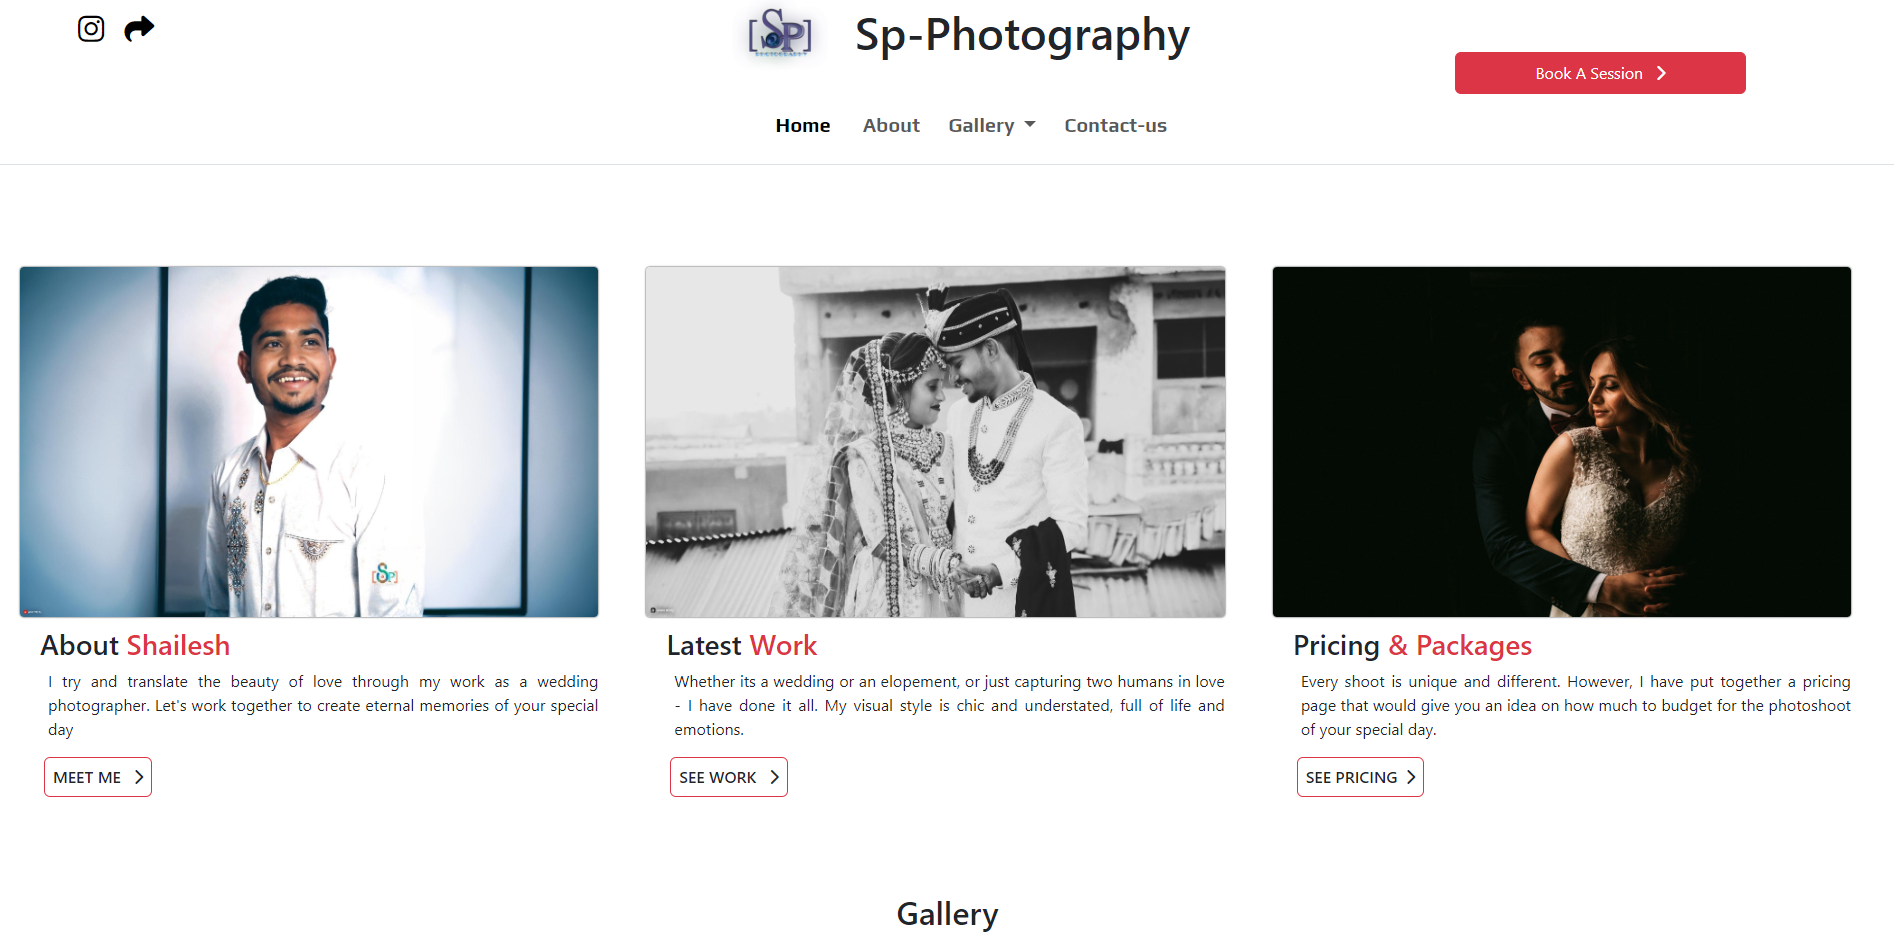 SP
PHOTOGRAPHY
Sp-Photography
Book A Session
Home About Gallery Contact-us
SP
About Shailesh
I try and translate the beauty of love through my work as a wedding
photographer. Let's work together to create eternal memories of your special
day
MEET ME
Latest Work
Whether its a wedding or an elopement, or just capturing two humans in love
- I have done it all. My visual style is chic and understated, full of life and
emotions.
SEE WORK
Pricing & Packages
Every shoot is unique and different. However, I have put together a pricing
page that would give you an idea on how much to budget for the photoshoot
of your special day.
SEE PRICING
Gallery